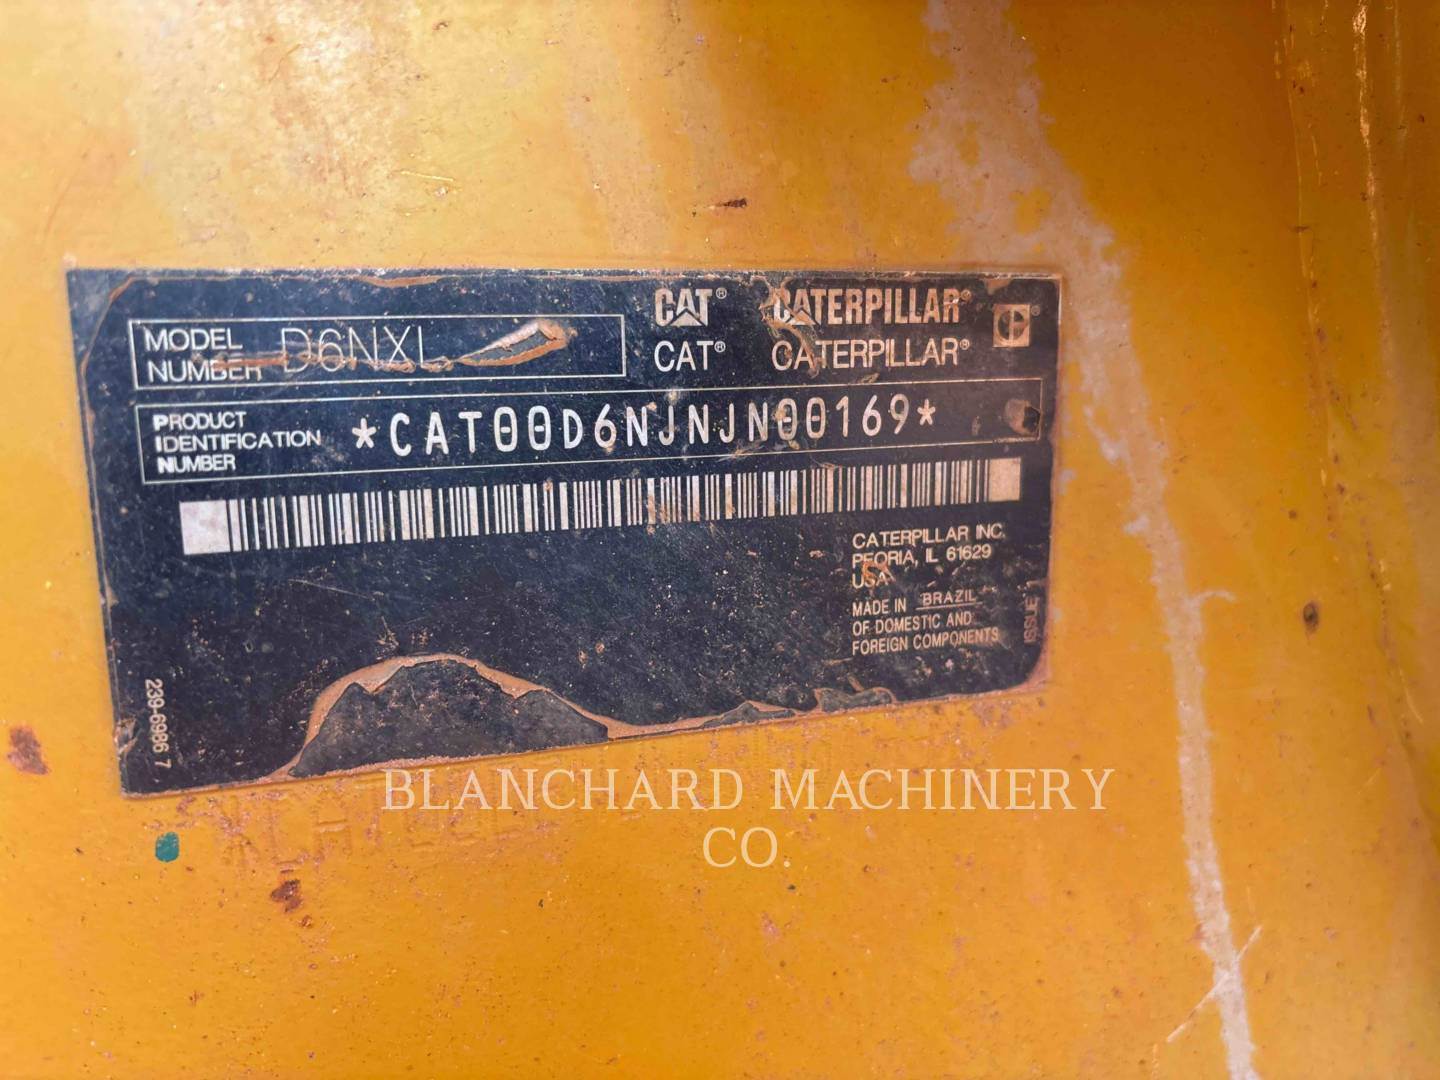 CAT® CATERPILLAR®
MODEL NUMBER D6NXL
CAT® CATERPILLAR®
PRODUCT
IDENTIFICATION
NUMBER
*CAT00D6NJNJN00169*
CATERPILLAR INC.
PEORIA, IL 61629
USA
MADE IN BRAZIL
OF DOMESTIC AND
FOREIGN COMPONENTS
ISSUE 1
239-6986 7
BLANCHARD MACHINERY
CO.